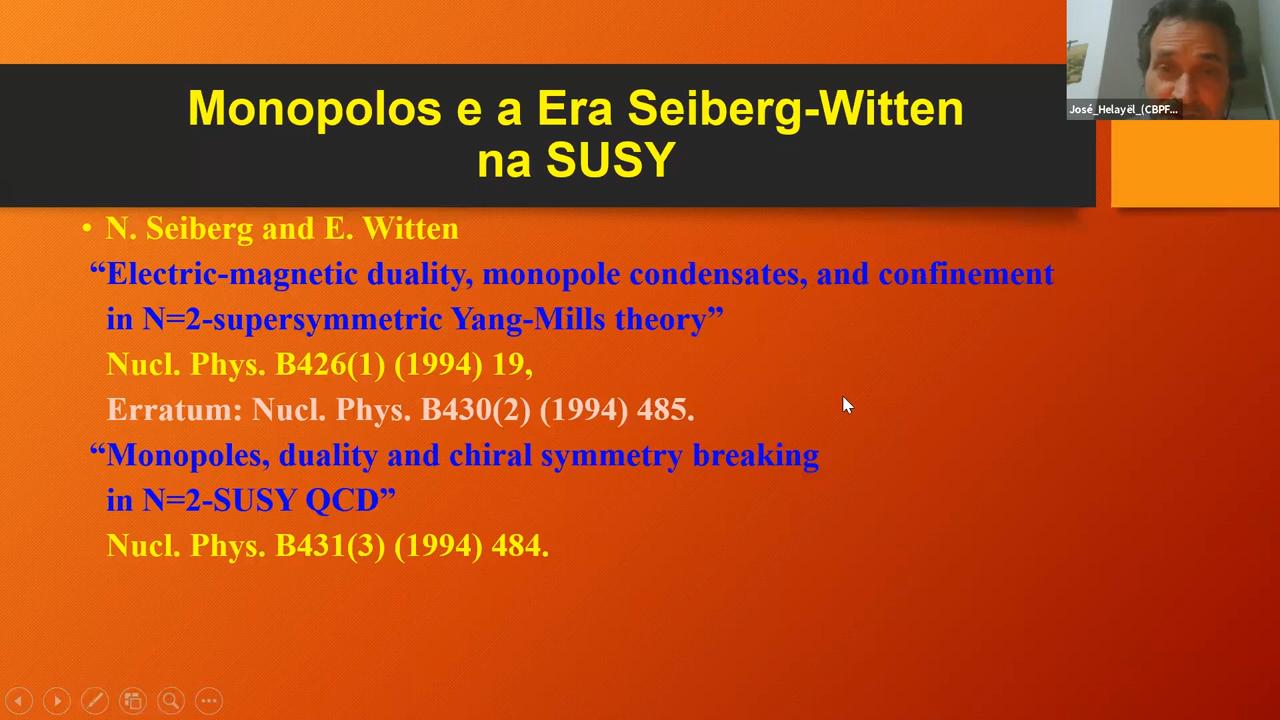 Monopolos e a Era Seiberg-Witten
na SUSY
José_Helayël_(CBPF...
• N. Seiberg and E. Witten
“Electric-magnetic duality, monopole condensates, and confinement
in N=2-supersymmetric Yang-Mills theory”
Nucl. Phys. B426(1) (1994) 19,
Erratum: Nucl. Phys. B430(2) (1994) 485.
“Monopoles, duality and chiral symmetry breaking
in N=2-SUSY QCD”
Nucl. Phys. B431(3) (1994) 484.